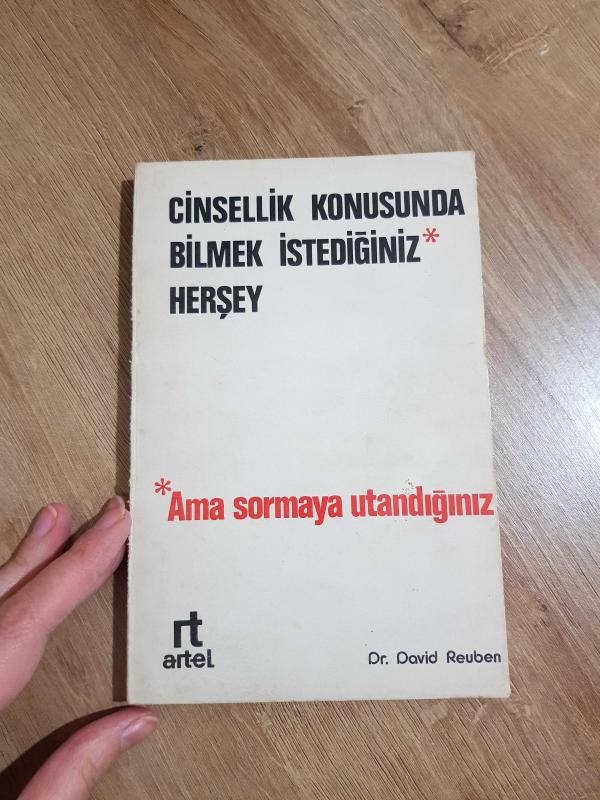 CİNSELLİK KONUSUNDA
BİLMEK İSTEDİĞİNİZ*
HERŞEY
*Ama sormaya utandığınız
rt
artel
Dr. David Reuben